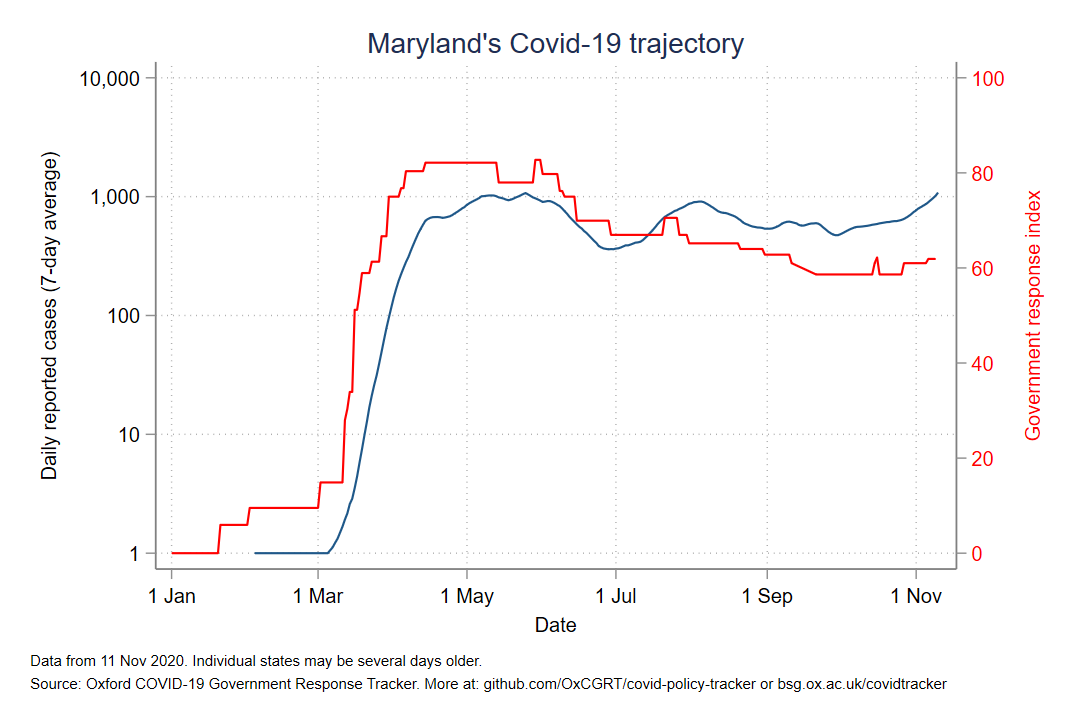 Maryland's Covid-19 trajectory
10,000
1,000
100
10
1
Daily reported cases (7-day average)
100
80
60
40
20
0
Government response index
1 Jan 1 Mar 1 May 1 Jul 1 Sep 1 Nov
Date
Data from 11 Nov 2020. Individual states may be several days older.
Source: Oxford COVID-19 Government Response Tracker. More at: github.com/OxCGRT/covid-policy-tracker or bsg.ox.ac.uk/covidtracker